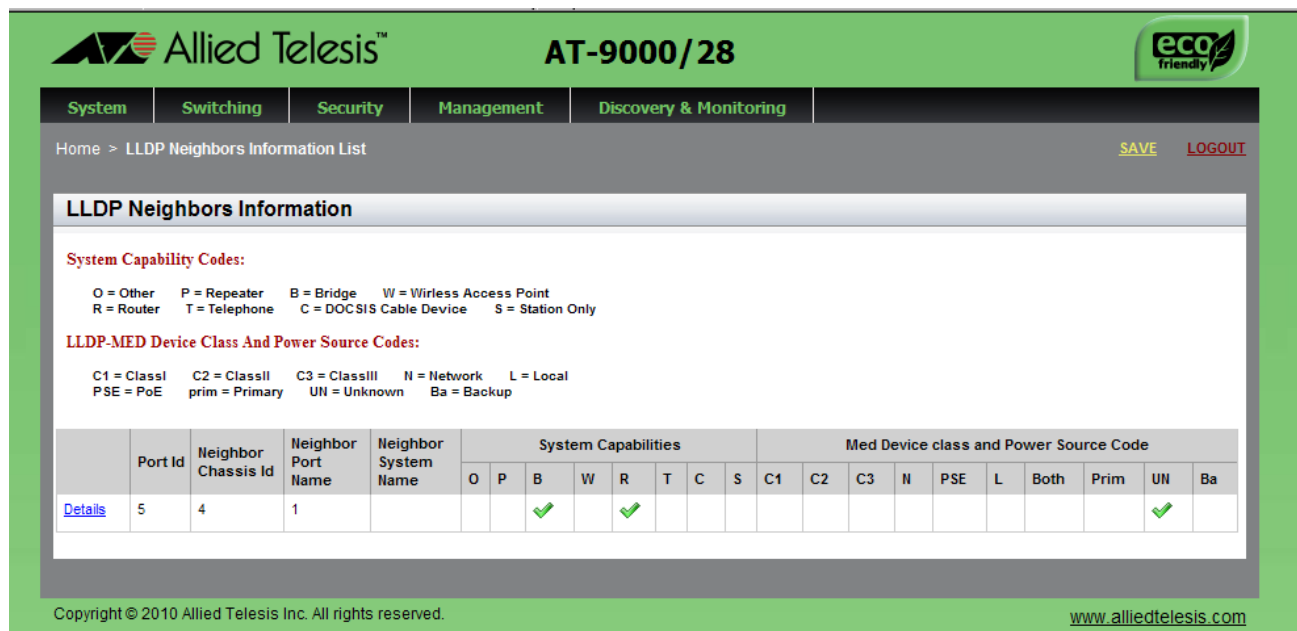 Allied Telesis™
AT-9000/28
eco friendly
System Switching Security Management Discovery & Monitoring
Home > LLDP Neighbors Information List
SAVE LOGOUT
LLDP Neighbors Information
System Capability Codes:
O = Other P = Repeater B = Bridge W = Wirless Access Point
R = Router T = Telephone C = DOCSIS Cable Device S = Station Only
LLDP-MED Device Class And Power Source Codes:
C1 = ClassI C2 = ClassII C3 = ClassIII N = Network L = Local
PSE = PoE prim = Primary UN = Unknown Ba = Backup
Port Id Neighbor Chassis Id Neighbor Port Name Neighbor System Name System Capabilities Med Device class and Power Source Code
O P B W R T C S C1 C2 C3 N PSE L Both Prim UN Ba
Details 5 4 1
Copyright © 2010 Allied Telesis Inc. All rights reserved.
www.alliedtelesis.com